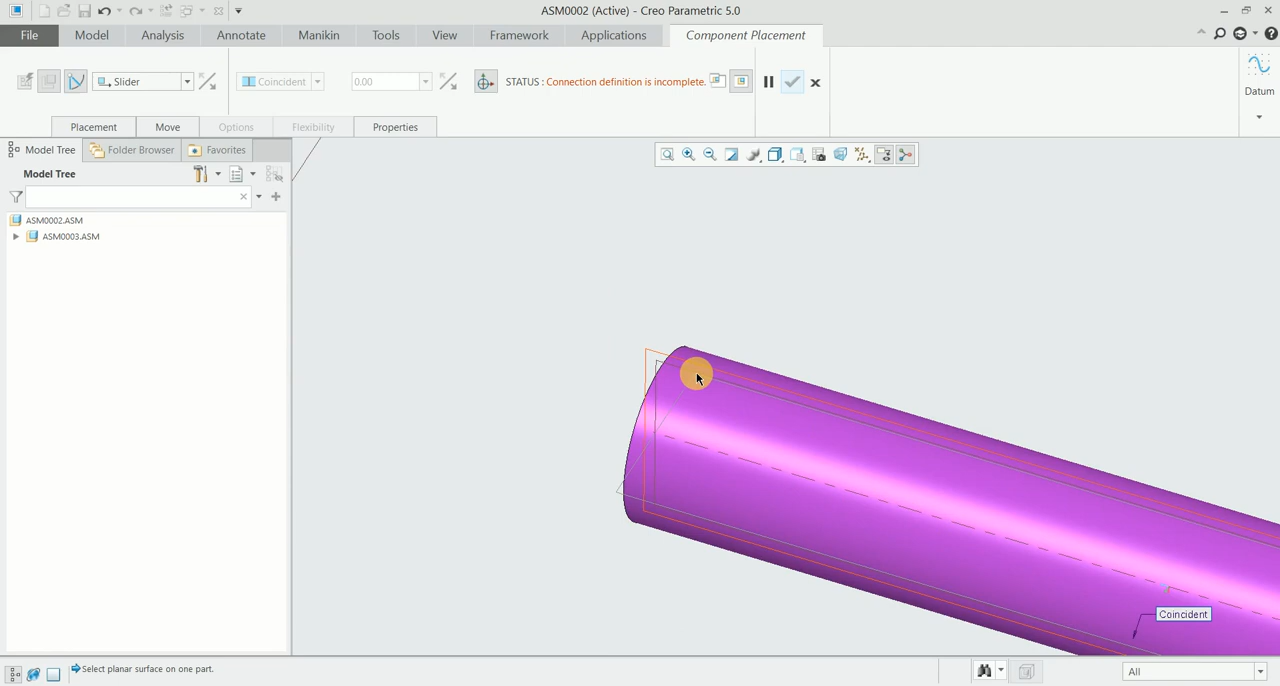 ASM0002 (Active) - Creo Parametric 5.0
File Model Analysis Annotate Manikin Tools View Framework Applications Component Placement
Slider Coincident 0.00 STATUS : Connection definition is incomplete.
Datum
Placement Move Options Flexibility Properties
Model Tree Folder Browser Favorites
Model Tree
ASM0002.ASM
ASM0003.ASM
Coincident
Select planar surface on one part.
All